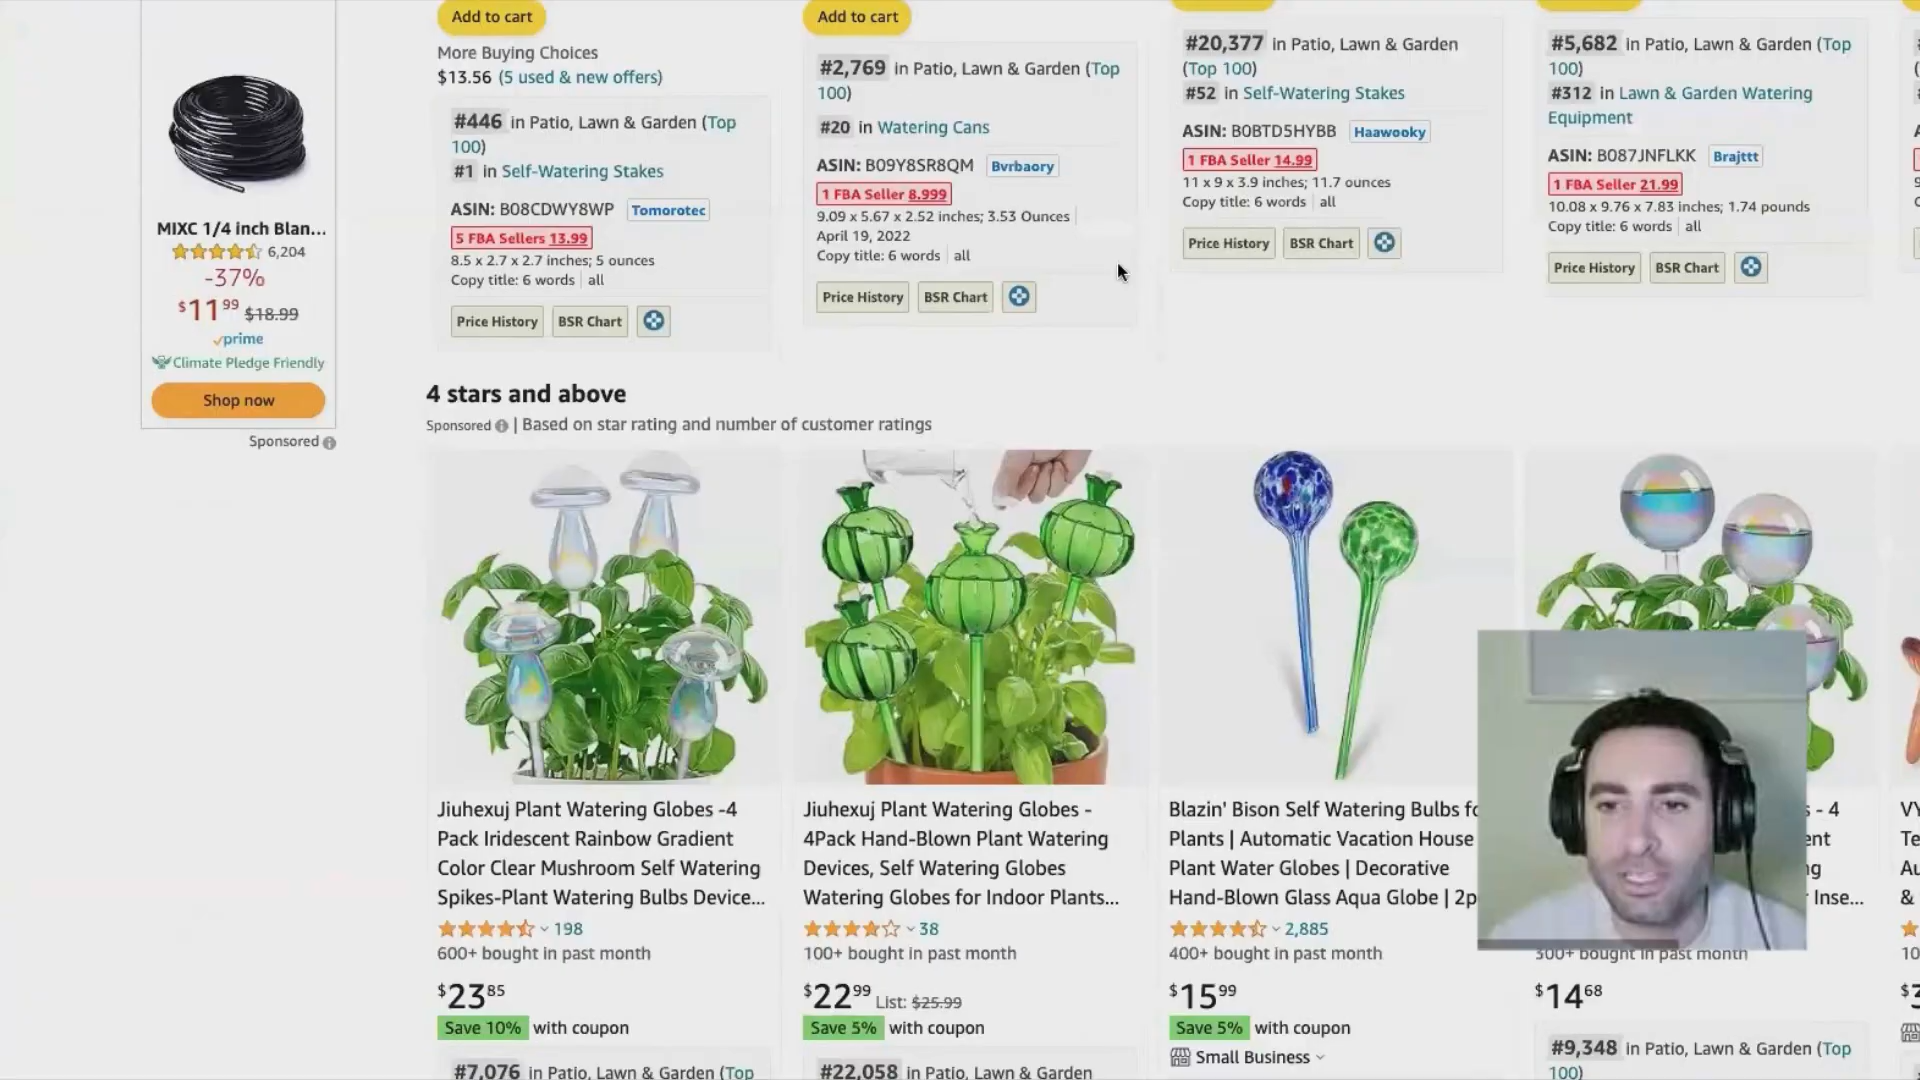 MIXC 1/4 inch Blan...
6,204
-37%
$11 99 $18.99
prime
Climate Pledge Friendly
Shop now
Sponsored
Add to cart
More Buying Choices
$13.56 (5 used & new offers)
#446 in Patio, Lawn & Garden (Top
100)
#1 in Self-Watering Stakes
ASIN: B08CDWY8WP Tomorotec
5 FBA Sellers 13.99
8.5 x 2.7 x 2.7 inches; 5 ounces
Copy title: 6 words | all
Price History BSR Chart
Add to cart
#2,769 in Patio, Lawn & Garden (Top
100)
#20 in Watering Cans
ASIN: B09Y8SR8QM Bvrbaory
1 FBA Seller 8.999
9.09 x 5.67 x 2.52 inches; 3.53 Ounces
April 19, 2022
Copy title: 6 words | all
Price History BSR Chart
#20,377 in Patio, Lawn & Garden
(Top 100)
#52 in Self-Watering Stakes
ASIN: B0BTD5HYBB Haawooky
1 FBA Seller 14.99
11 x 9 x 3.9 inches; 11.7 ounces
Copy title: 6 words | all
Price History BSR Chart
#5,682 in Patio, Lawn & Garden (Top
100)
#312 in Lawn & Garden Watering
Equipment
ASIN: B087JNFLKK Brajttt
1 FBA Seller 21.99
10.08 x 9.76 x 7.83 inches; 1.74 pounds
Copy title: 6 words | all
Price History BSR Chart
4 stars and above
Sponsored | Based on star rating and number of customer ratings
Jiuhexuj Plant Watering Globes -4
Pack Iridescent Rainbow Gradient
Color Clear Mushroom Self Watering
Spikes-Plant Watering Bulbs Device...
198
600+ bought in past month
$23 85
Save 10% with coupon
#7,076 in Patio, Lawn & Garden (Top
Jiuhexuj Plant Watering Globes -
4Pack Hand-Blown Plant Watering
Devices, Self Watering Globes
Watering Globes for Indoor Plants...
38
100+ bought in past month
$22 99 List: $25.99
Save 5% with coupon
#22,058 in Patio, Lawn & Garden
Blazin' Bison Self Watering Bulbs fo
Plants | Automatic Vacation House
Plant Water Globes | Decorative
Hand-Blown Glass Aqua Globe | 2p
2,885
400+ bought in past month
$15 99
Save 5% with coupon
Small Business
- 4
Inse...
300+ bought in past month
$14 68
#9,348 in Patio, Lawn & Garden (Top
100)